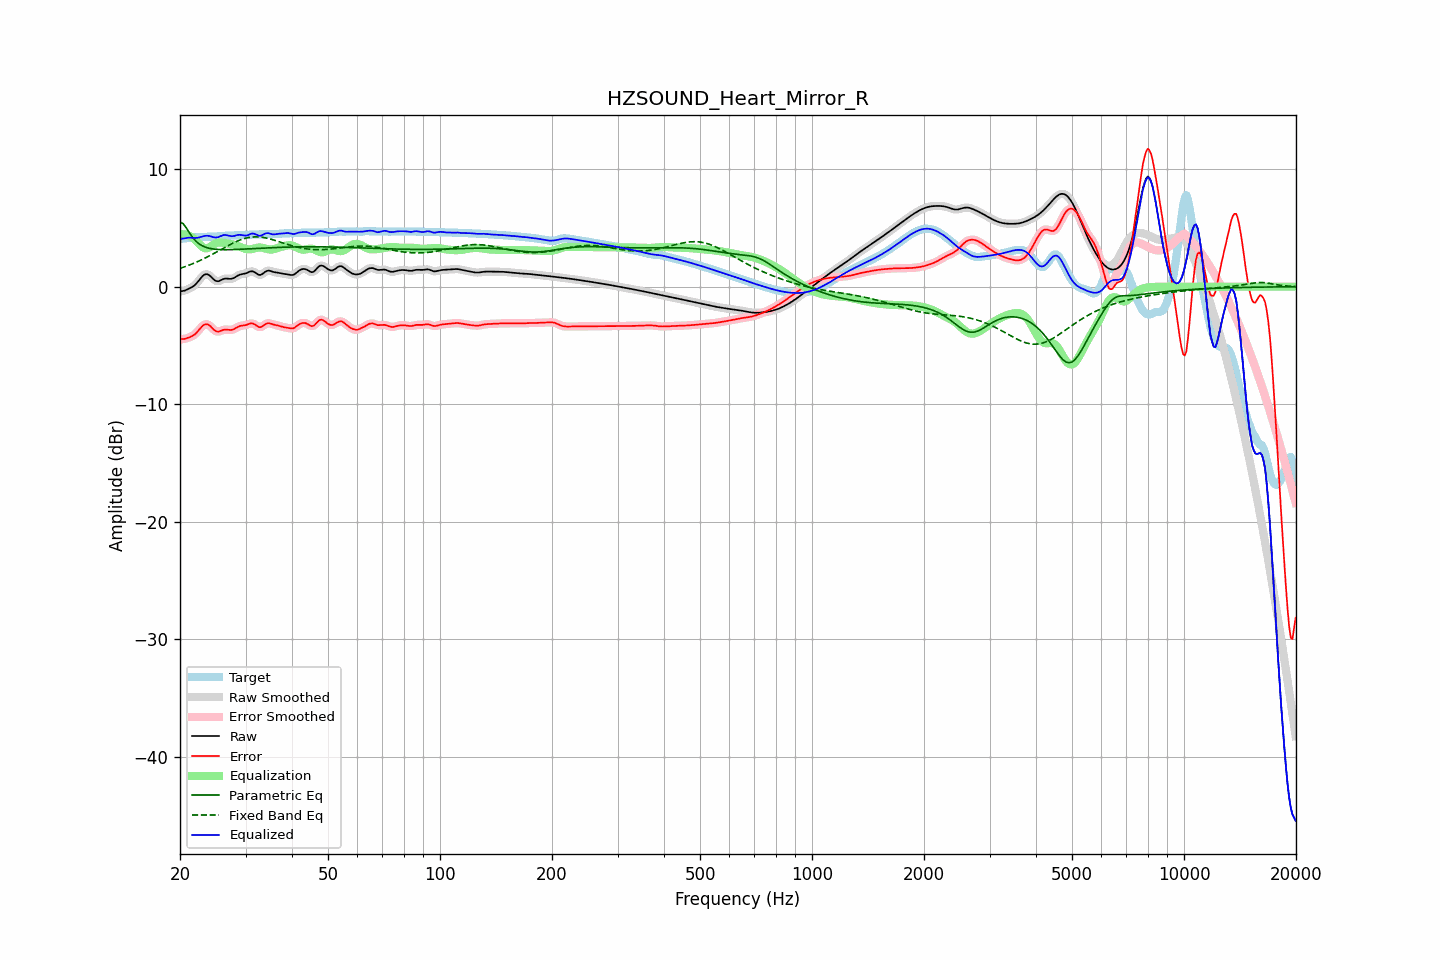 HZSOUND_Heart_Mirror_R
10
0
−10
−20
−30
−40
Amplitude (dBr)
Target
Raw Smoothed
Error Smoothed
Raw
Error
Equalization
Parametric Eq
Fixed Band Eq
Equalized
20 50 100 200 500 1000 2000 5000 10000 20000
Frequency (Hz)